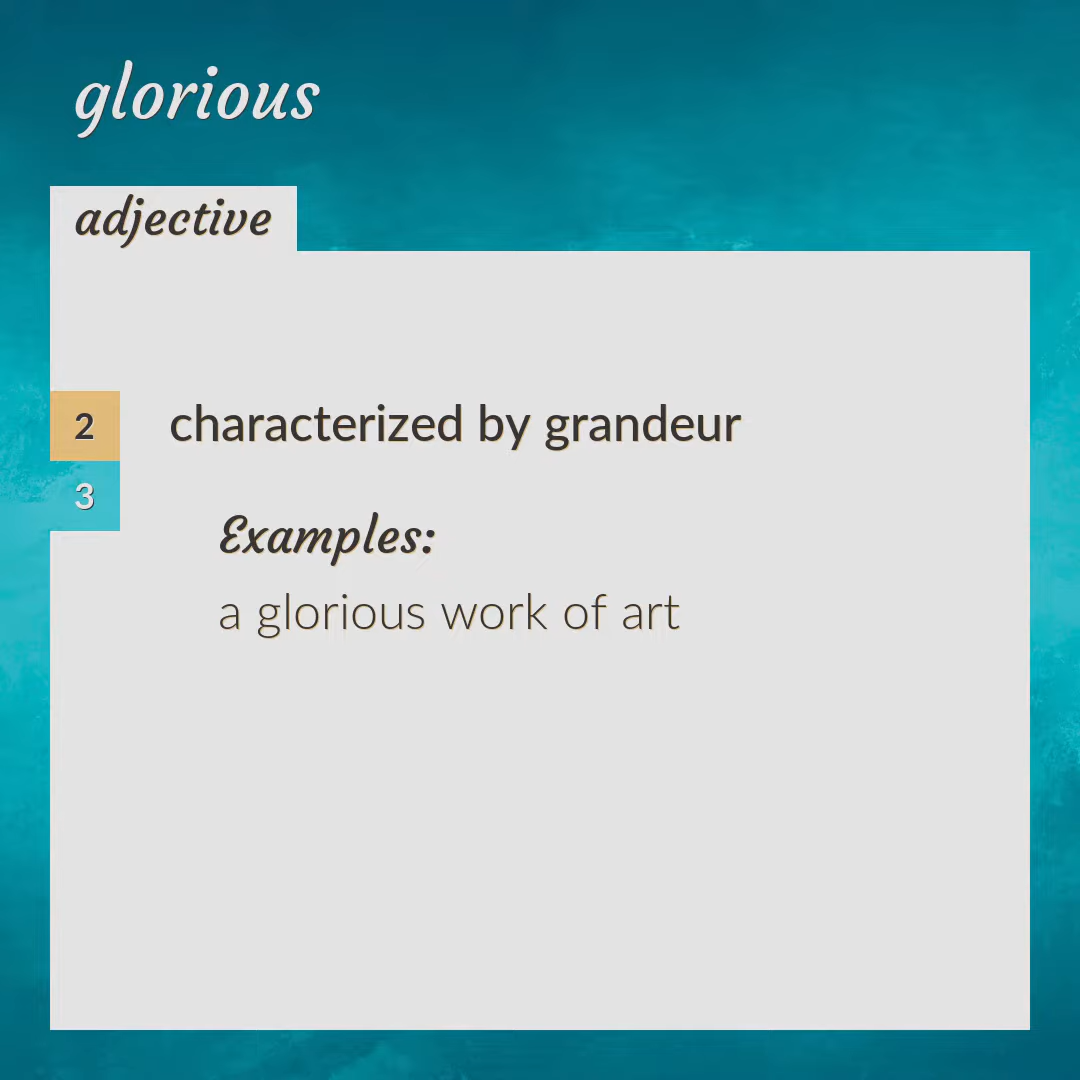 glorious
adjective
2
characterized by grandeur
3
Examples:
a glorious work of art